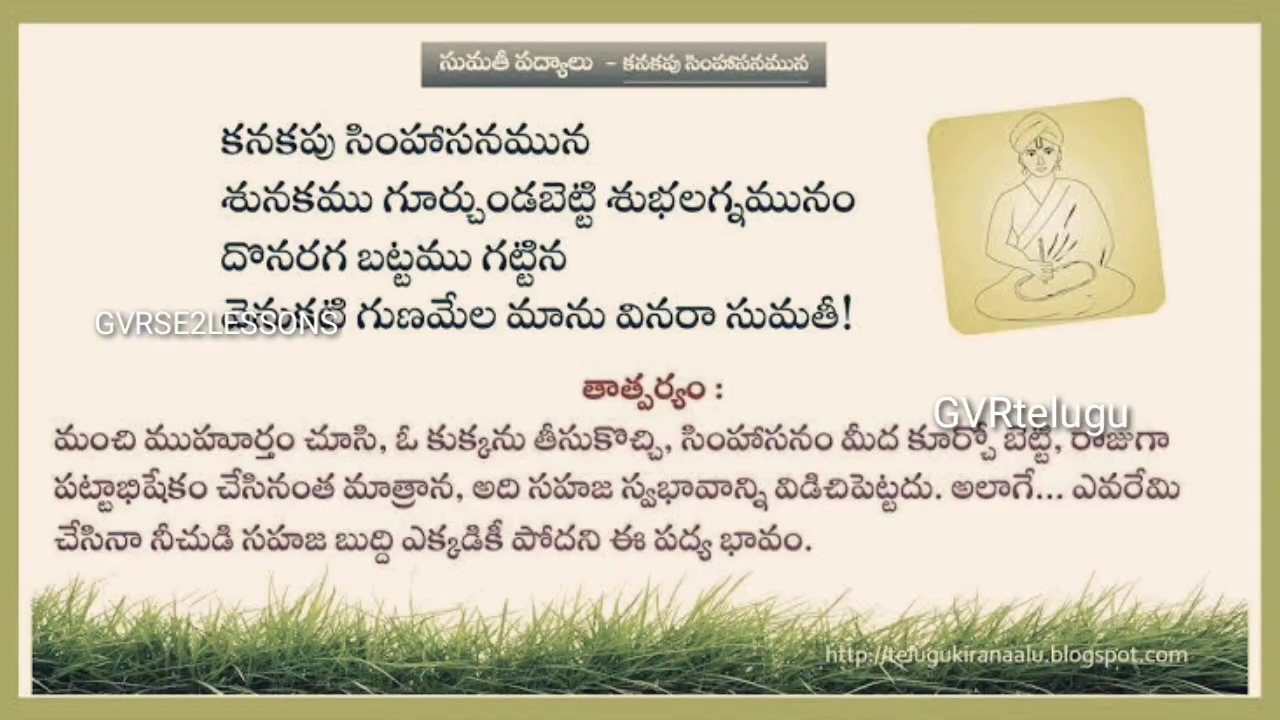 సుమతీ పద్యాలు - కనకపు సింహాసనమున
కనకపు సింహాసనమున
శునకము గూర్చుండబెట్టి శుభలగ్నమునం
దొనరగ బట్టము గట్టిన
గుణమేల మాను వినరా సుమతీ!
GVRSE2LESSONS
తాత్పర్యం :
GVRtelugu
మంచి ముహూర్తం చూసి, ఓ కుక్కను తీసుకొచ్చి, సింహాసనం మీద కూర్చో బెట్టి, రాజుగా
పట్టాభిషేకం చేసినంత మాత్రాన, అది సహజ స్వభావాన్ని విడిచిపెట్టదు. అలాగే... ఎవరేమి
చేసినా నీచుడి సహజ బుద్ది ఎక్కడికీ పోదని ఈ పద్య భావం.
http://telugukiranaalu.blogspot.com